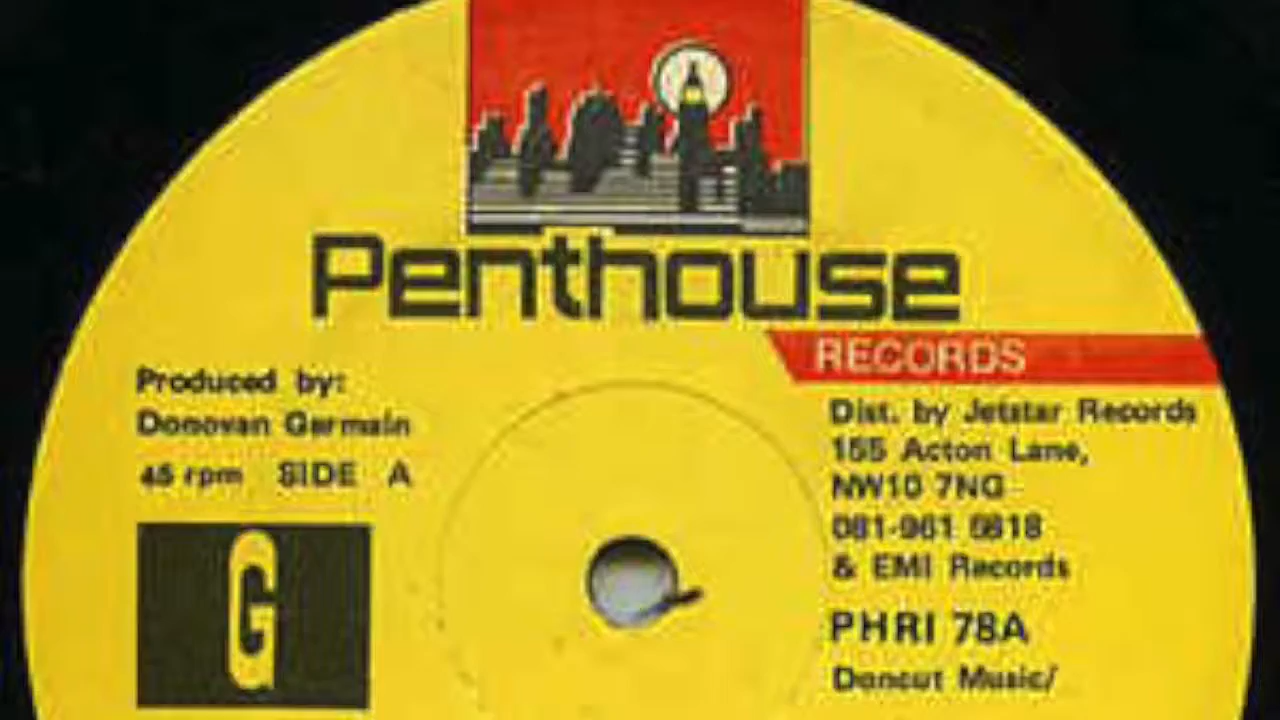 Penthouse
RECORDS
Produced by:
Donovan Germain
45 rpm SIDE A
G
Dist. by Jetstar Records
155 Acton Lane,
NW10 7NG
081-961 5818
& EMI Records
PHRI 78A
Doncut Music/